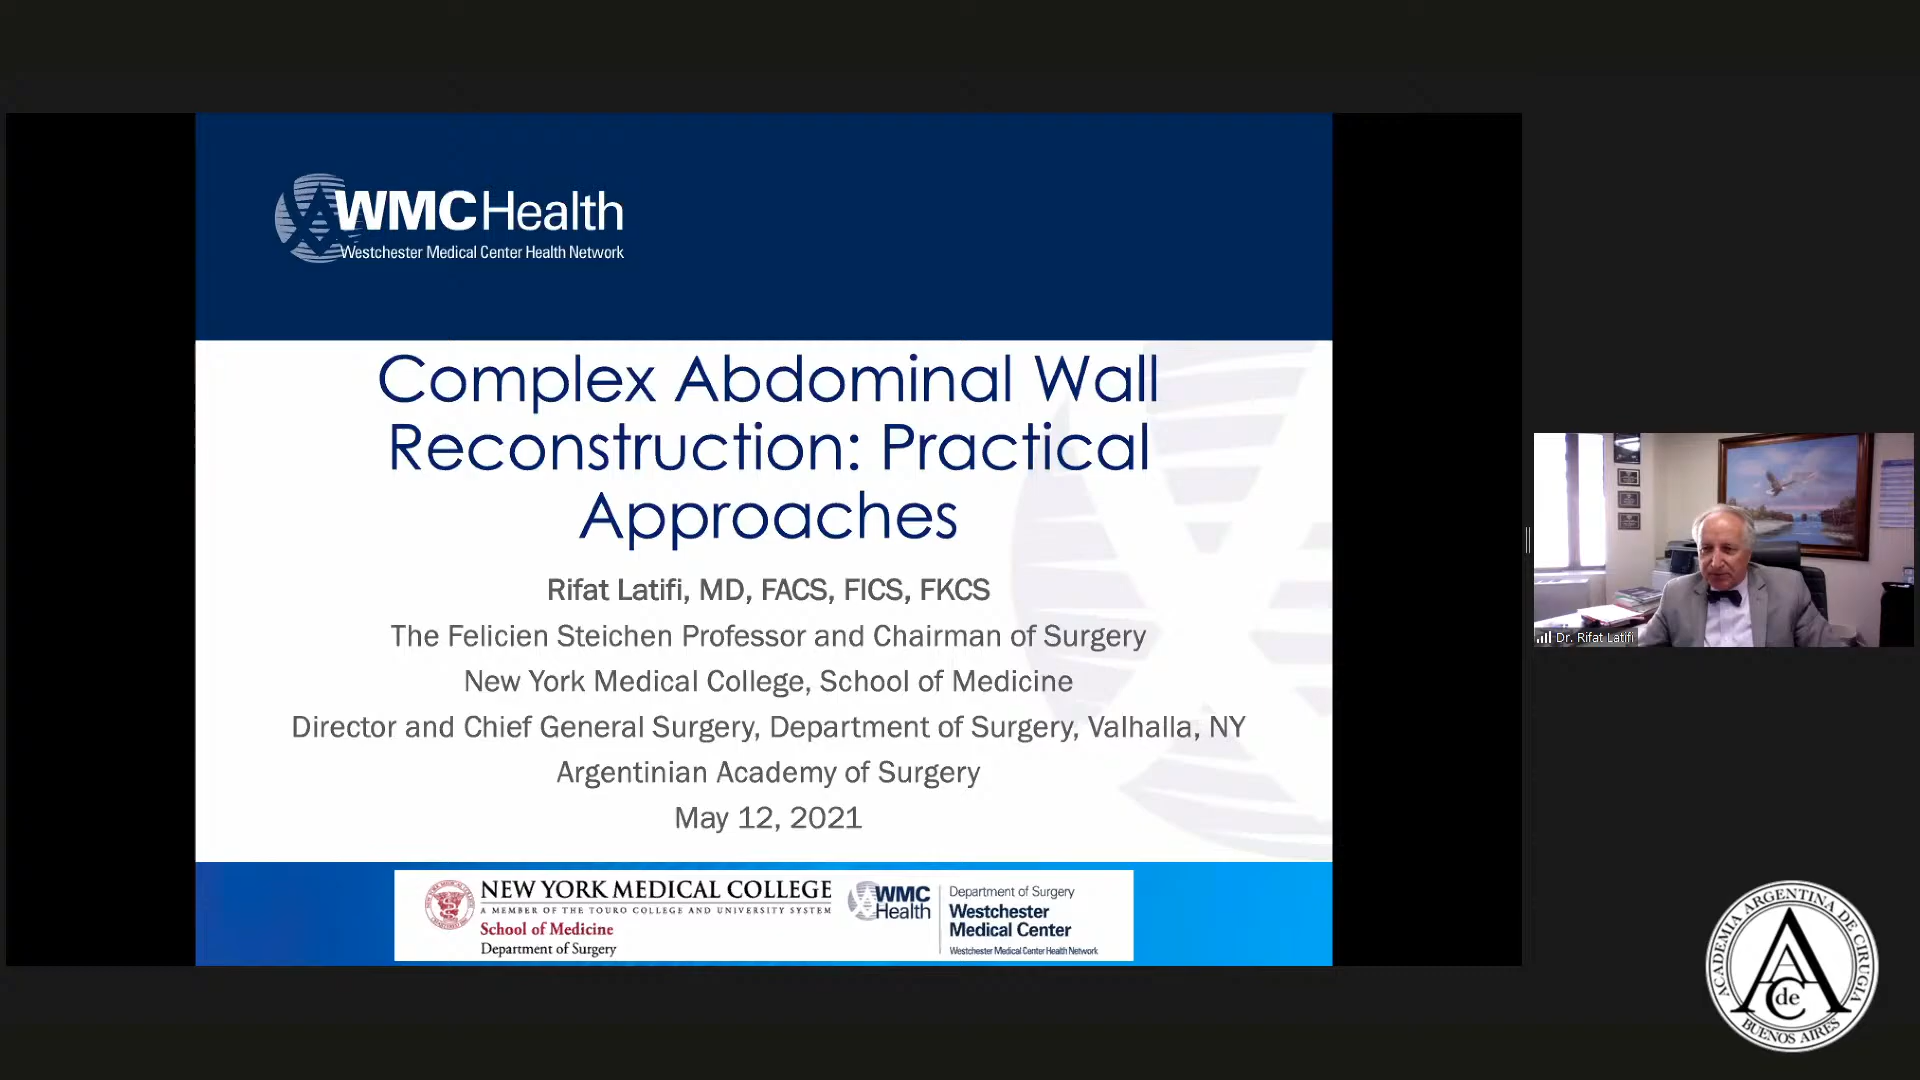 WMCHealth
Westchester Medical Center Health Network
Complex Abdominal Wall
Reconstruction: Practical
Approaches
Rifat Latifi, MD, FACS, FICS, FKCS
The Felicien Steichen Professor and Chairman of Surgery
New York Medical College, School of Medicine
Director and Chief General Surgery, Department of Surgery, Valhalla, NY
Argentinian Academy of Surgery
May 12, 2021
NEW YORK MEDICAL COLLEGE
A MEMBER OF THE TOURO COLLEGE AND UNIVERSITY SYSTEM
School of Medicine
Department of Surgery
WMC
Health
Department of Surgery
Westchester
Medical Center
Westchester Medical Center Health Network
Dr. Rifat Latifi
ACADEMIA ARGENTINA DE CIRUGIA
AAC
de
BUENOS AIRES